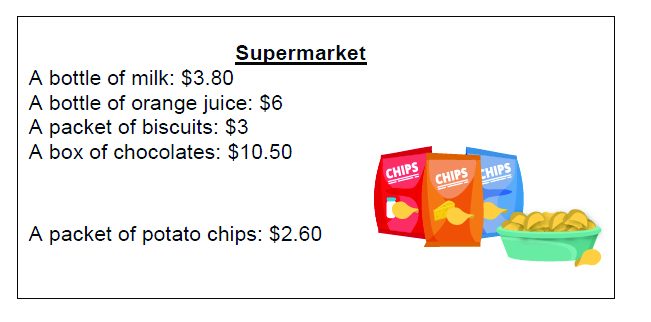 Supermarket
A bottle of milk: $3.80
A bottle of orange juice: $6
A packet of biscuits: $3
A box of chocolates: $10.50
CHIPS
CHIPS
CHIPS
A packet of potato chips: $2.60